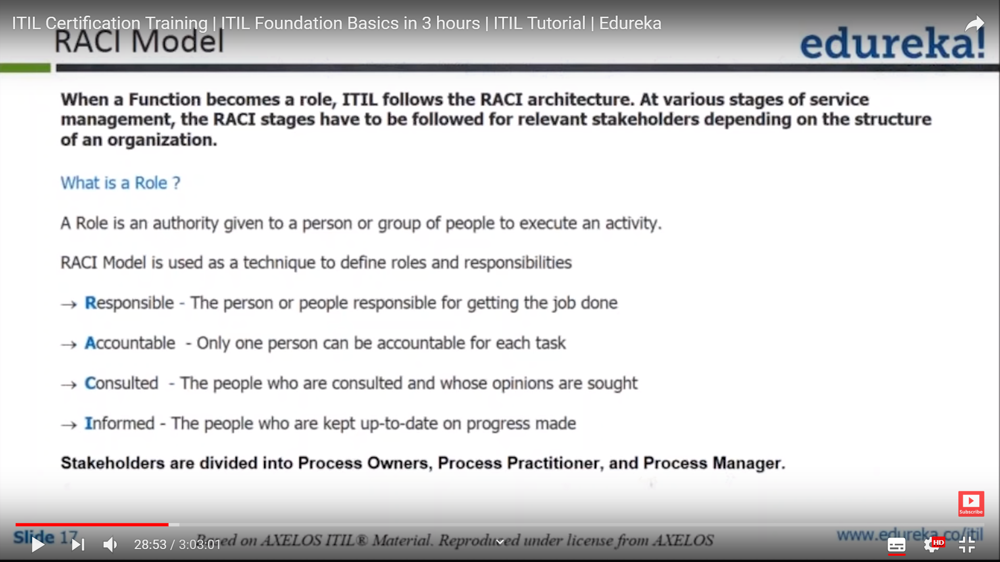 ITIL Certification Training | ITIL Foundation Basics in 3 hours | ITIL Tutorial | Edureka
RACI Model
edureka!
When a Function becomes a role, ITIL follows the RACI architecture. At various stages of service
management, the RACI stages have to be followed for relevant stakeholders depending on the structure
of an organization.
What is a Role ?
A Role is an authority given to a person or group of people to execute an activity.
RACI Model is used as a technique to define roles and responsibilities
→ Responsible - The person or people responsible for getting the job done
→ Accountable - Only one person can be accountable for each task
→ Consulted - The people who are consulted and whose opinions are sought
→ Informed - The people who are kept up-to-date on progress made
Stakeholders are divided into Process Owners, Process Practitioner, and Process Manager.
Subscribe
Slide 17
28:53 / 3:03:01
Based on AXELOS ITIL® Material. Reproduced under license from AXELOS
www.edureka.co/itil
HD